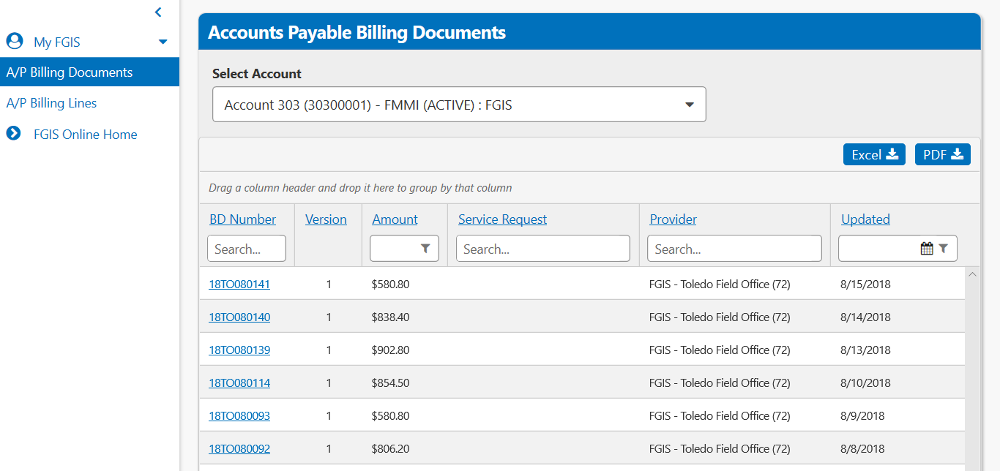 My FGIS
A/P Billing Documents
A/P Billing Lines
FGIS Online Home
Accounts Payable Billing Documents
Select Account
Account 303 (30300001) - FMMI (ACTIVE) : FGIS
Excel PDF
Drag a column header and drop it here to group by that column
BD Number Version Amount Service Request Provider Updated
Search... Search... Search...
18TO080141 1 $580.80 FGIS - Toledo Field Office (72) 8/15/2018
18TO080140 1 $838.40 FGIS - Toledo Field Office (72) 8/14/2018
18TO080139 1 $902.80 FGIS - Toledo Field Office (72) 8/13/2018
18TO080114 1 $854.50 FGIS - Toledo Field Office (72) 8/10/2018
18TO080093 1 $580.80 FGIS - Toledo Field Office (72) 8/9/2018
18TO080092 1 $806.20 FGIS - Toledo Field Office (72) 8/8/2018